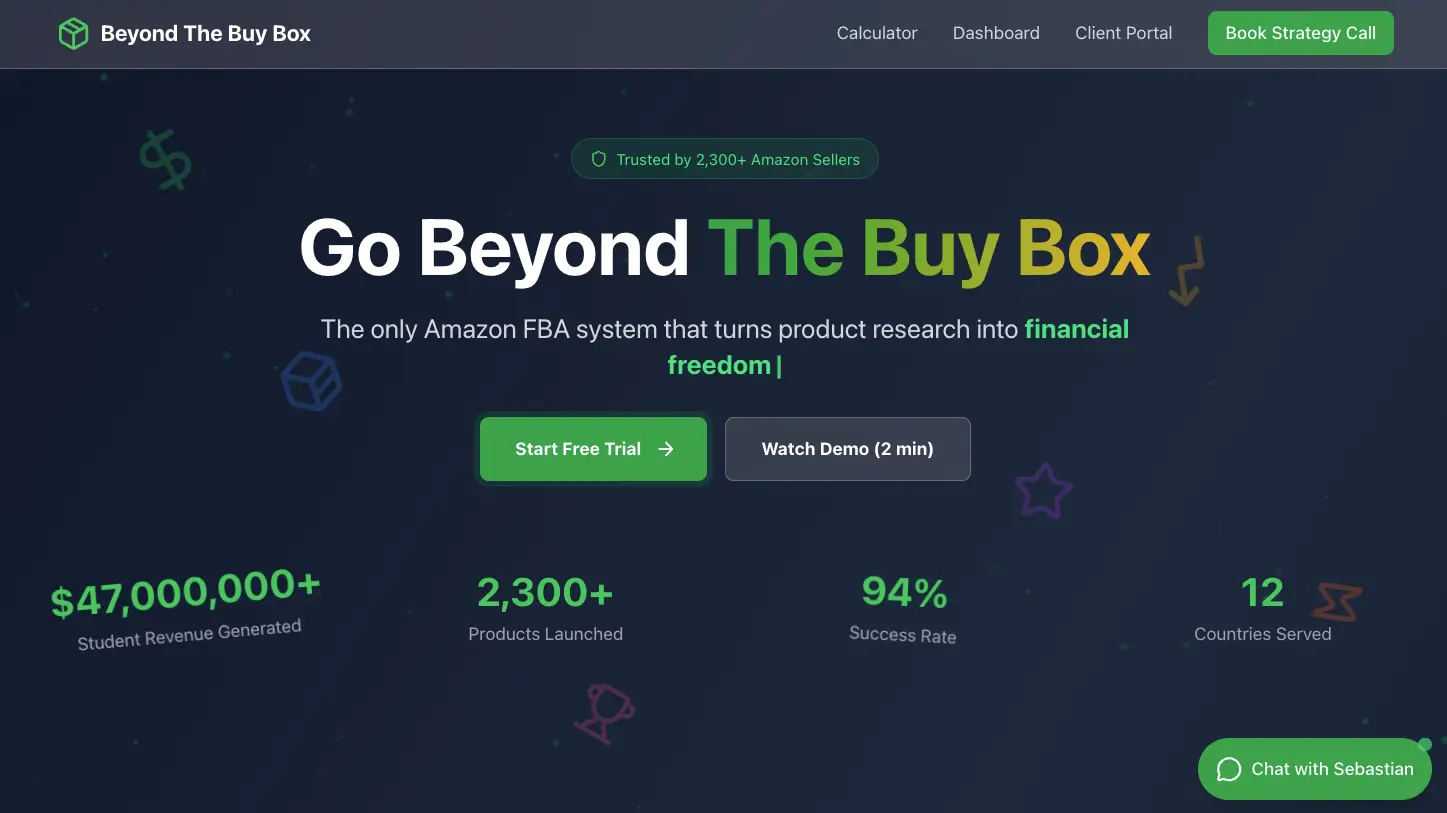 Beyond The Buy Box
Calculator
Dashboard
Client Portal
Book Strategy Call
Trusted by 2,300+ Amazon Sellers
Go Beyond The Buy Box
The only Amazon FBA system that turns product research into financial
freedom|
Start Free Trial →
Watch Demo (2 min)
$47,000,000+
Student Revenue Generated
2,300+
Products Launched
94%
Success Rate
12
Countries Served
Chat with Sebastian